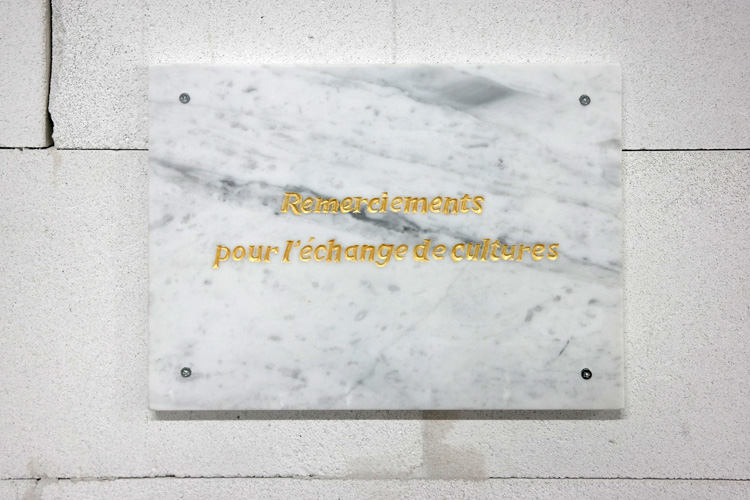 Remerciements
pour l'échange de cultures